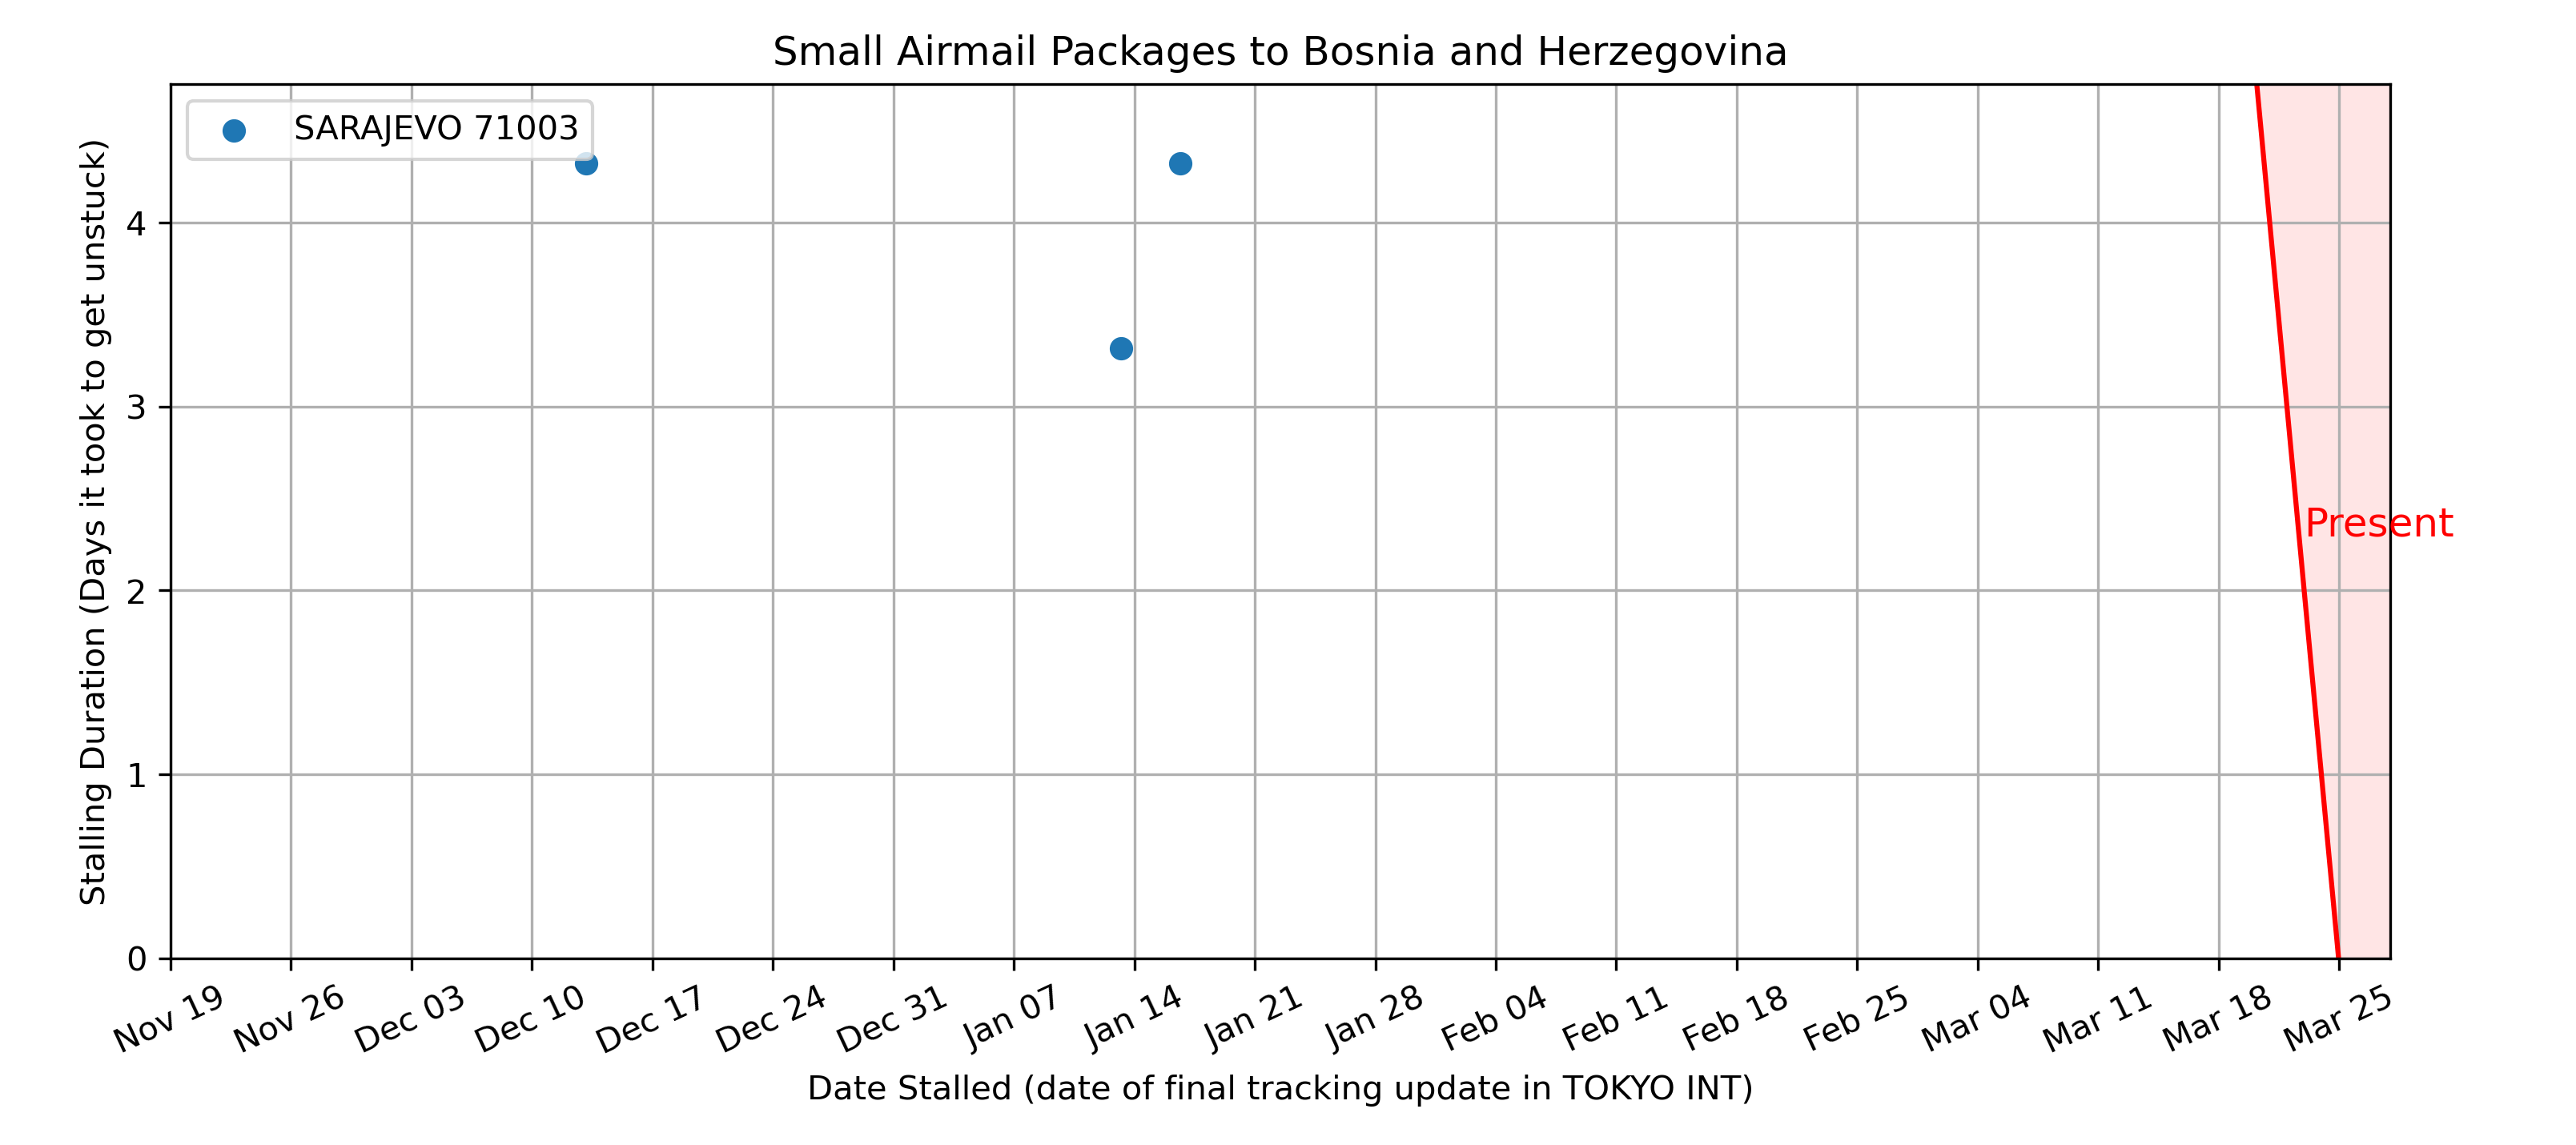 Small Airmail Packages to Bosnia and Herzegovina
SARAJEVO 71003
Stalling Duration (Days it took to get unstuck)
4
3
2
1
0
Present
Nov 19
Nov 26
Dec 03
Dec 10
Dec 17
Dec 24
Dec 31
Jan 07
Jan 14
Jan 21
Jan 28
Feb 04
Feb 11
Feb 18
Feb 25
Mar 04
Mar 11
Mar 18
Mar 25
Date Stalled (date of final tracking update in TOKYO INT)